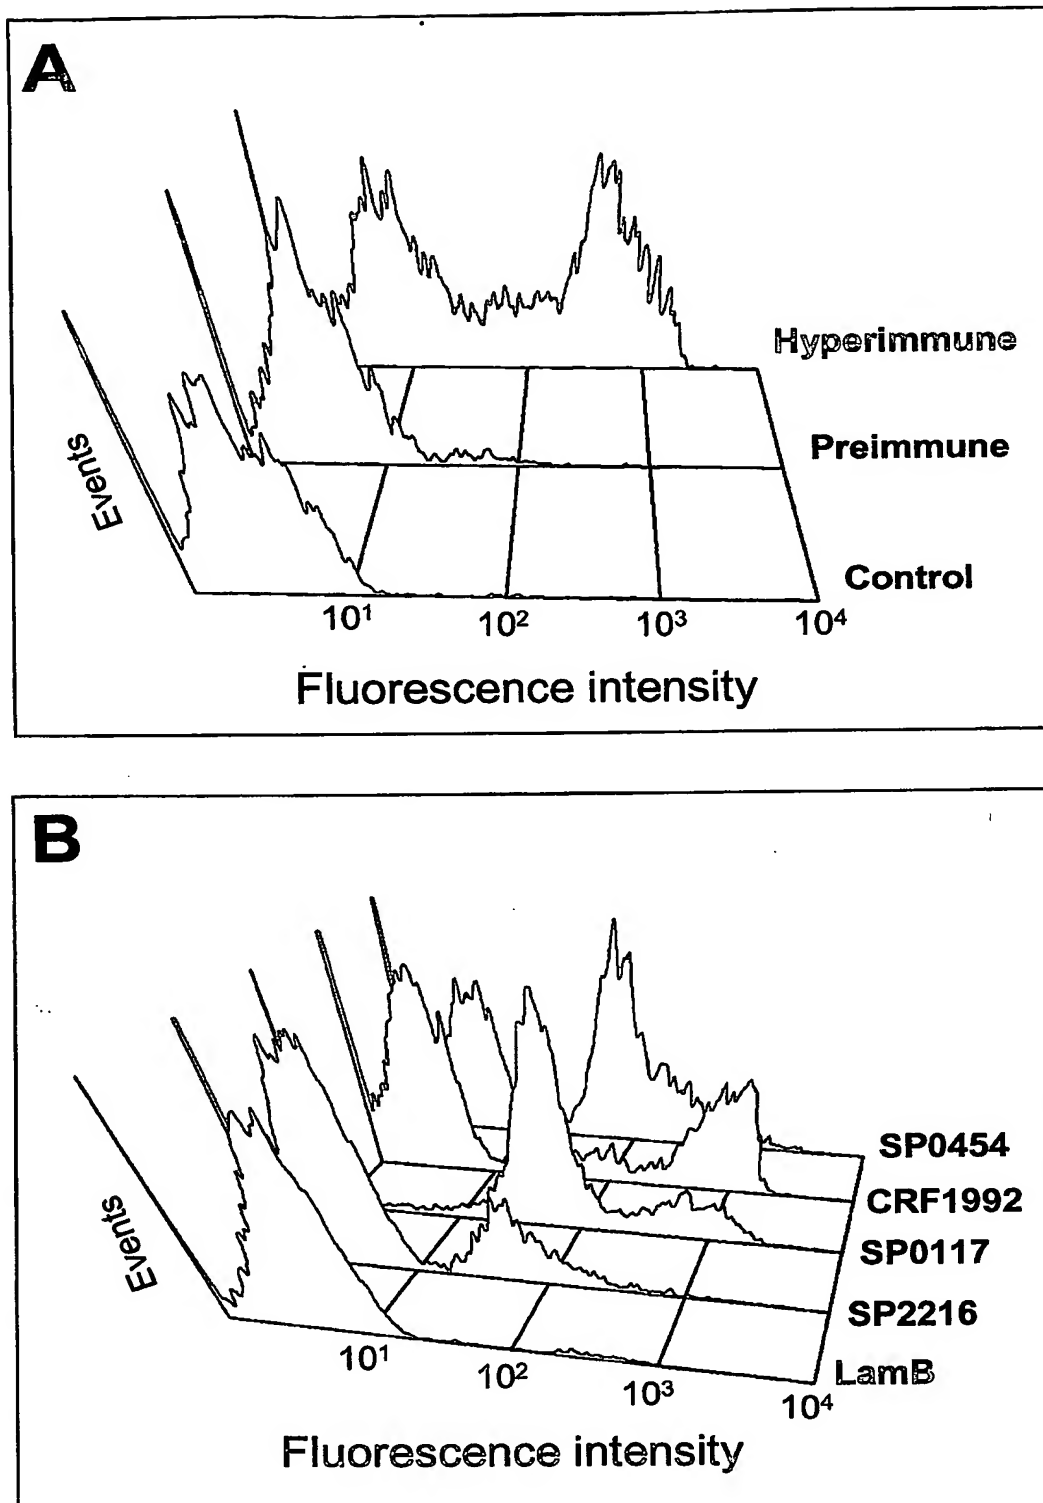 A
Hyperimmune
Preimmune
Control
Events
10¹ 10² 10³ 10⁴
Fluorescence intensity
B
SP0454
CRF1992
SP0117
SP2216
LamB
Events
10¹ 10² 10³ 10⁴
Fluorescence intensity